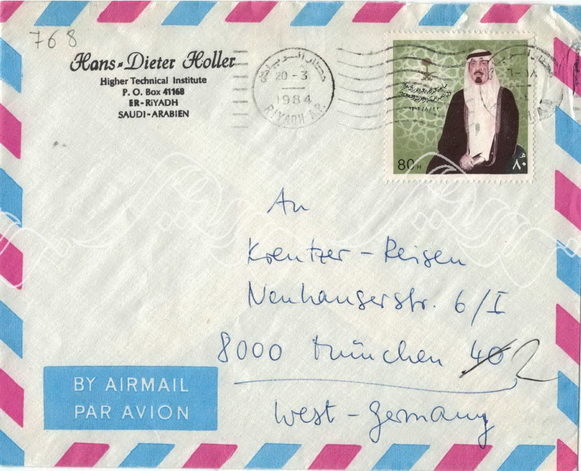 768
Hans-Dieter Holler
Higher Technical Institute
P. O. Box 41168
ER-RiYADH
SAUDI-ARABIEN
20-3
1984
RIYADH A.P.
80
٨٠
An
Kreutzer-Reisen
Neuhauserstr. 6/I
8000 München 2
West-Germany
BY AIRMAIL
PAR AVION